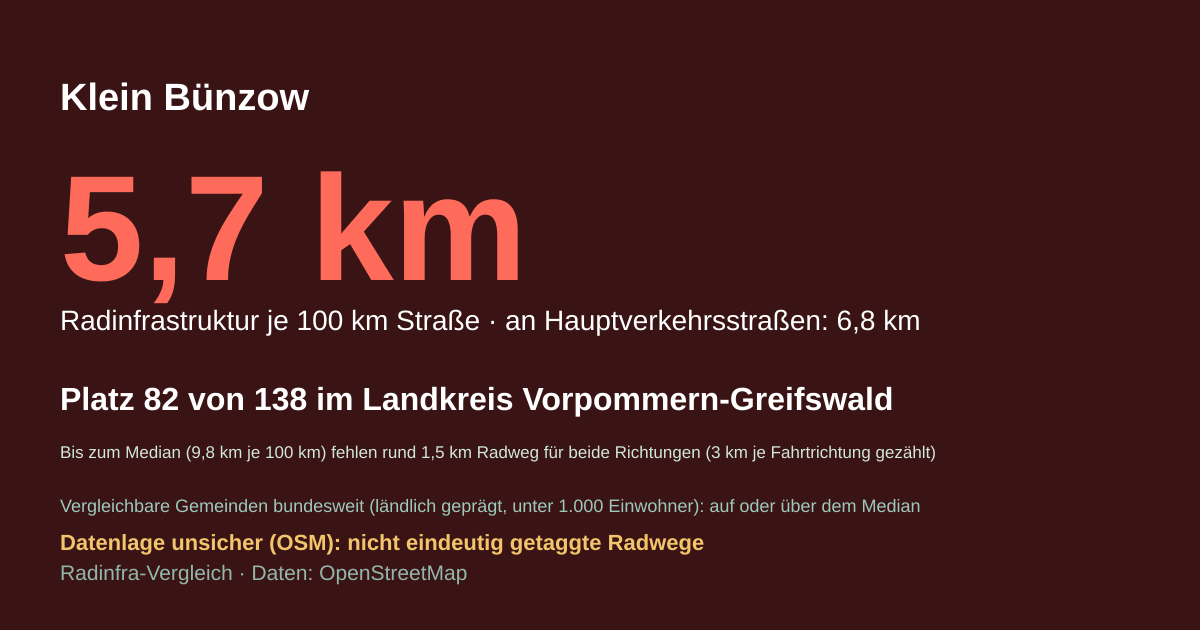 Klein Bünzow
5,7 km
Radinfrastruktur je 100 km Straße · an Hauptverkehrsstraßen: 6,8 km
Platz 82 von 138 im Landkreis Vorpommern-Greifswald
Bis zum Median (9,8 km je 100 km) fehlen rund 1,5 km Radweg für beide Richtungen (3 km je Fahrtrichtung gezählt)
Vergleichbare Gemeinden bundesweit (ländlich geprägt, unter 1.000 Einwohner): auf oder über dem Median
Datenlage unsicher (OSM): nicht eindeutig getaggte Radwege
Radinfra-Vergleich · Daten: OpenStreetMap